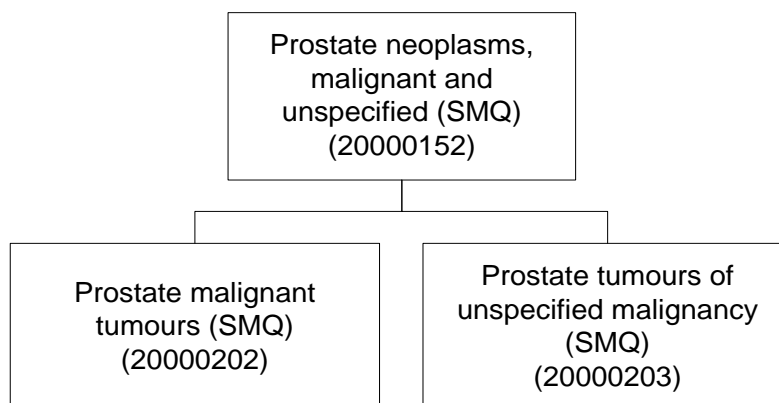 Prostate neoplasms,
malignant and
unspecified (SMQ)
(20000152)
Prostate malignant
tumours (SMQ)
(20000202)
Prostate tumours of
unspecified malignancy
(SMQ)
(20000203)